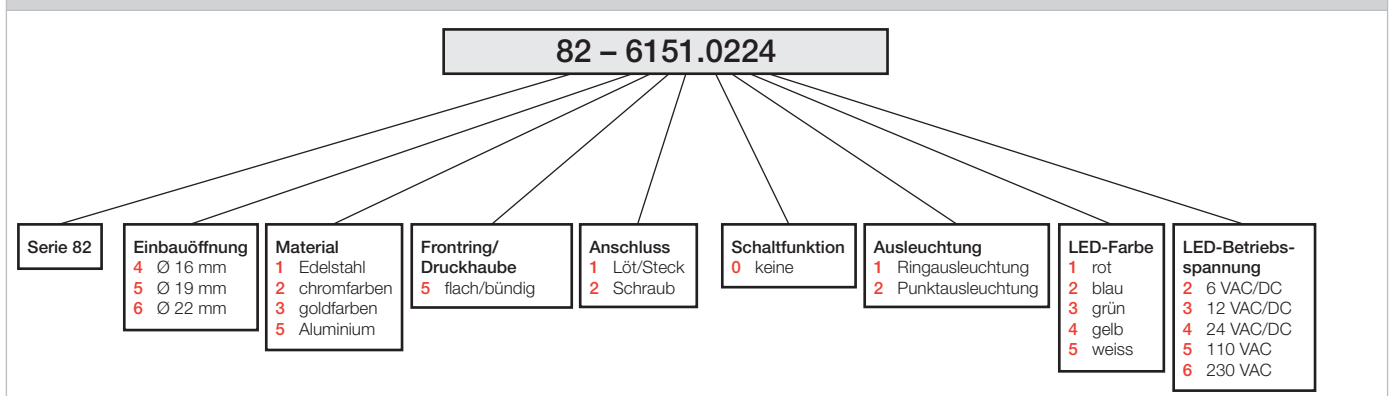 82 – 6151.0224
Serie 82
Einbauöffnung
4 Ø 16 mm
5 Ø 19 mm
6 Ø 22 mm
Material
1 Edelstahl
2 chromfarben
3 goldfarben
5 Aluminium
Frontring/
Druckhaube
5 flach/bündig
Anschluss
1 Löt/Steck
2 Schraub
Schaltfunktion
0 keine
Ausleuchtung
1 Ringausleuchtung
2 Punktausleuchtung
LED-Farbe
1 rot
2 blau
3 grün
4 gelb
5 weiss
LED-Betriebs-
spannung
2 6 VAC/DC
3 12 VAC/DC
4 24 VAC/DC
5 110 VAC
6 230 VAC